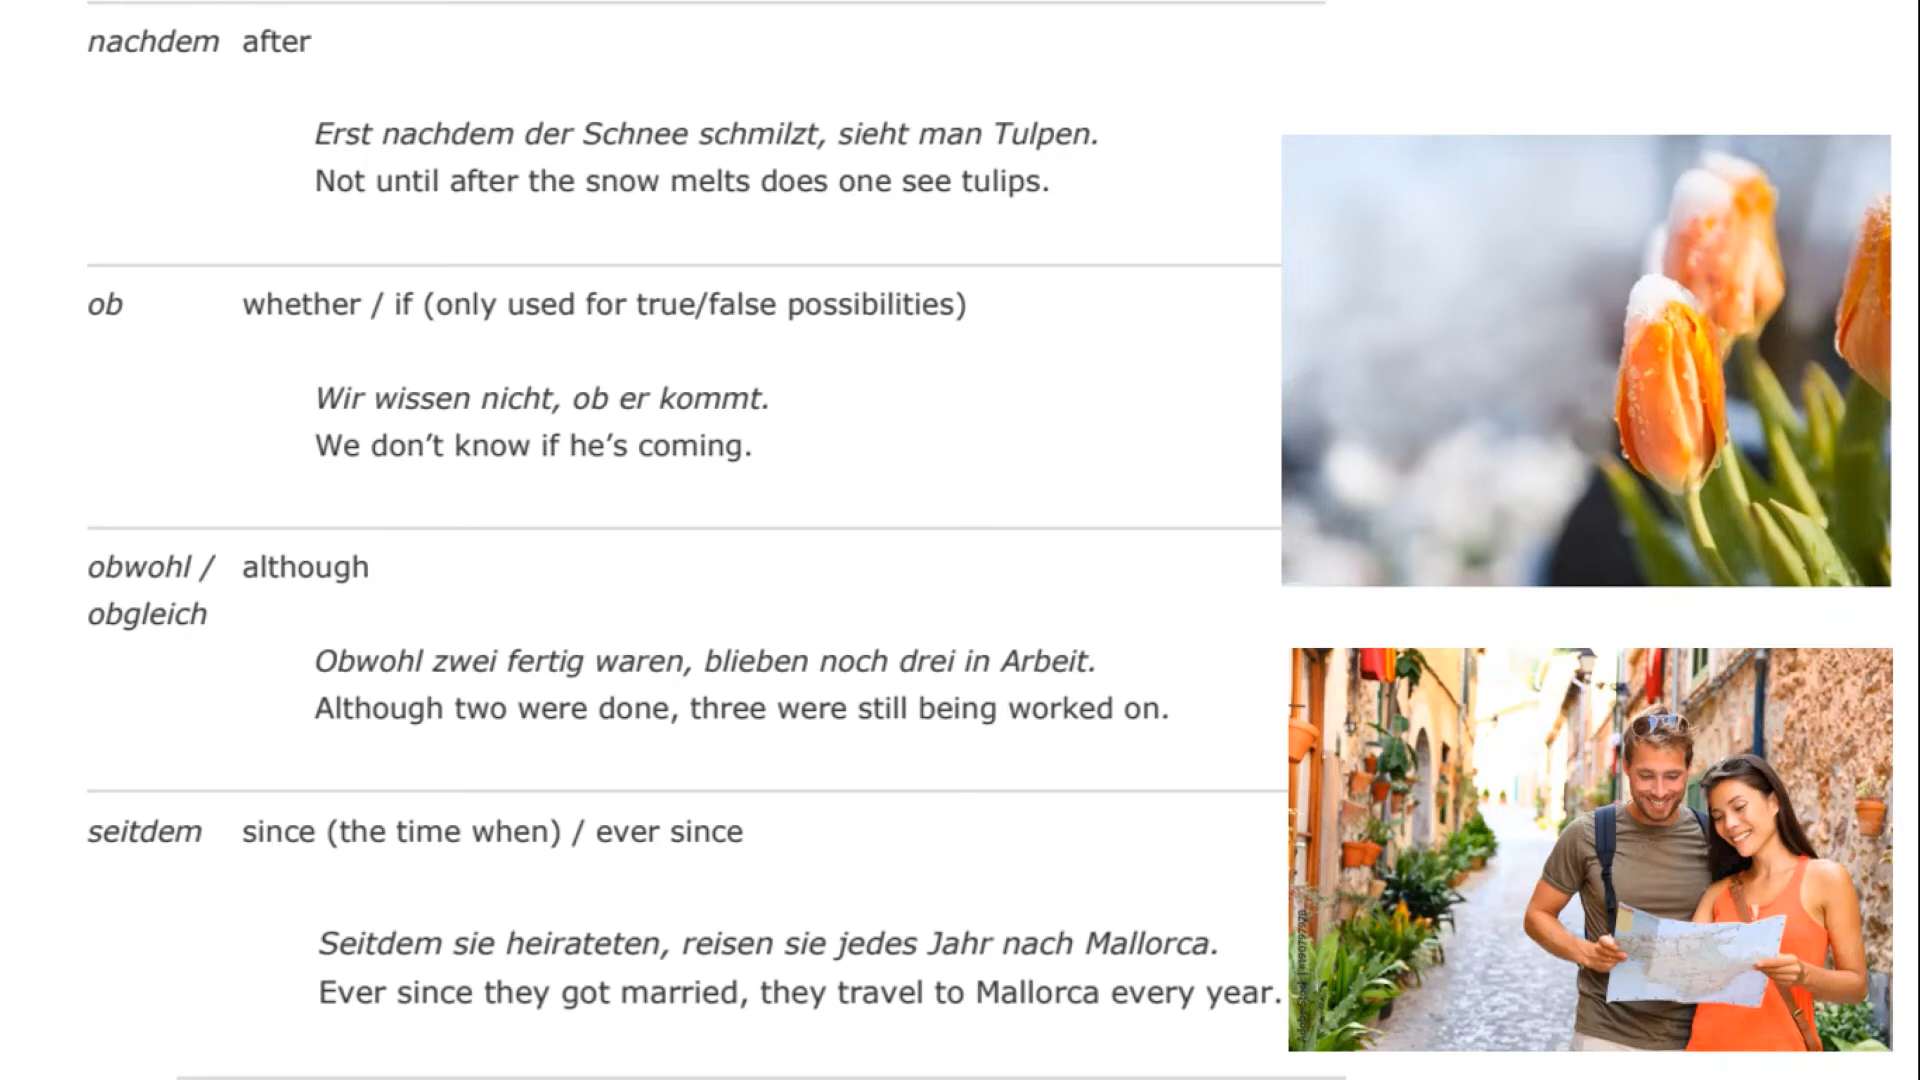 nachdem after
Erst nachdem der Schnee schmilzt, sieht man Tulpen.
Not until after the snow melts does one see tulips.
ob whether / if (only used for true/false possibilities)
Wir wissen nicht, ob er kommt.
We don’t know if he’s coming.
obwohl / although
obgleich
Obwohl zwei fertig waren, blieben noch drei in Arbeit.
Although two were done, three were still being worked on.
seitdem since (the time when) / ever since
Seitdem sie heirateten, reisen sie jedes Jahr nach Mallorca.
Ever since they got married, they travel to Mallorca every year.